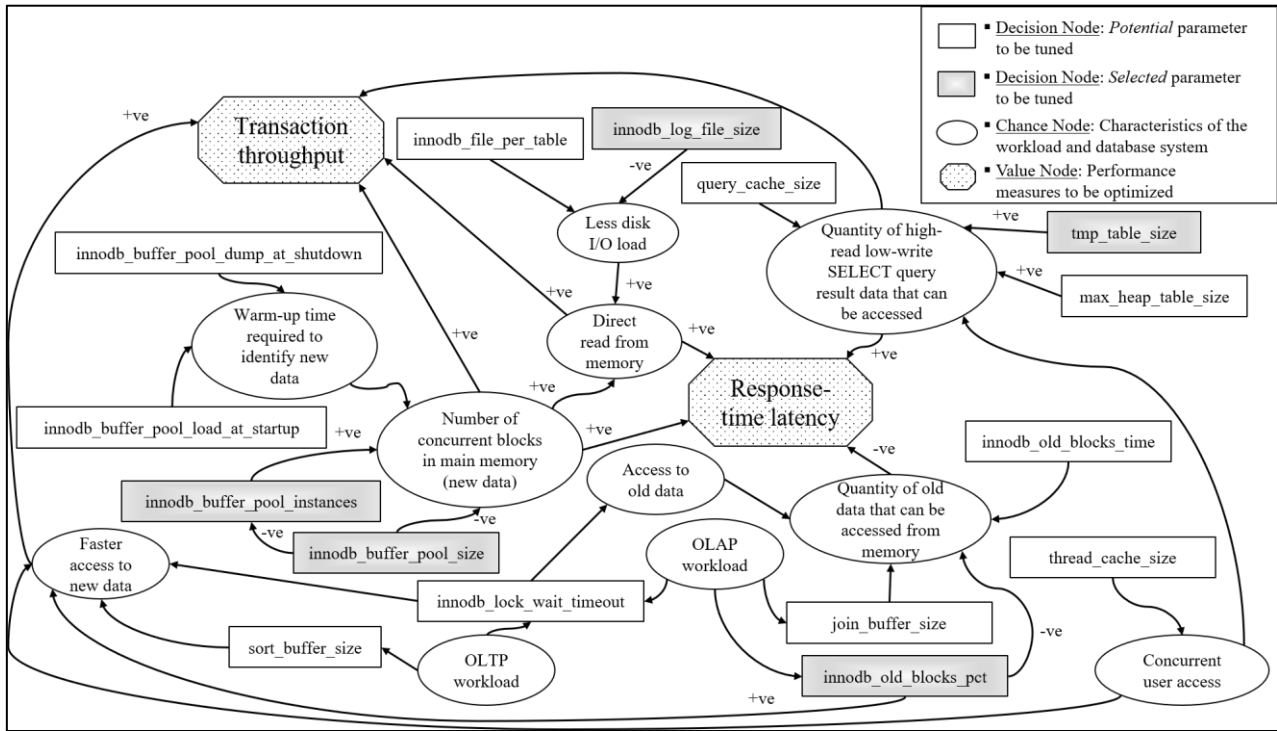 ▪ Decision Node: Potential parameter
to be tuned
▪ Decision Node: Selected parameter
to be tuned
▪ Chance Node: Characteristics of the
workload and database system
▪ Value Node: Performance
measures to be optimized
+ve
Transaction
throughput
innodb_file_per_table
innodb_log_file_size
-ve
query_cache_size
Less disk
I/O load
Quantity of high-
read low-write
SELECT query
result data that can
be accessed
+ve
tmp_table_size
+ve
max_heap_table_size
innodb_buffer_pool_dump_at_shutdown
+ve
+ve
Warm-up time
required to
identify new
data
+ve
Direct
read from
memory
+ve
+ve
Response-
time latency
innodb_buffer_pool_load_at_startup
+ve
Number of
concurrent blocks
in main memory
(new data)
+ve
+ve
-ve
innodb_old_blocks_time
Access to
old data
Quantity of old
data that can be
accessed from
memory
innodb_buffer_pool_instances
-ve
innodb_buffer_pool_size
-ve
Faster
access to
new data
OLAP
workload
thread_cache_size
innodb_lock_wait_timeout
join_buffer_size
-ve
sort_buffer_size
OLTP
workload
innodb_old_blocks_pct
+ve
Concurrent
user access